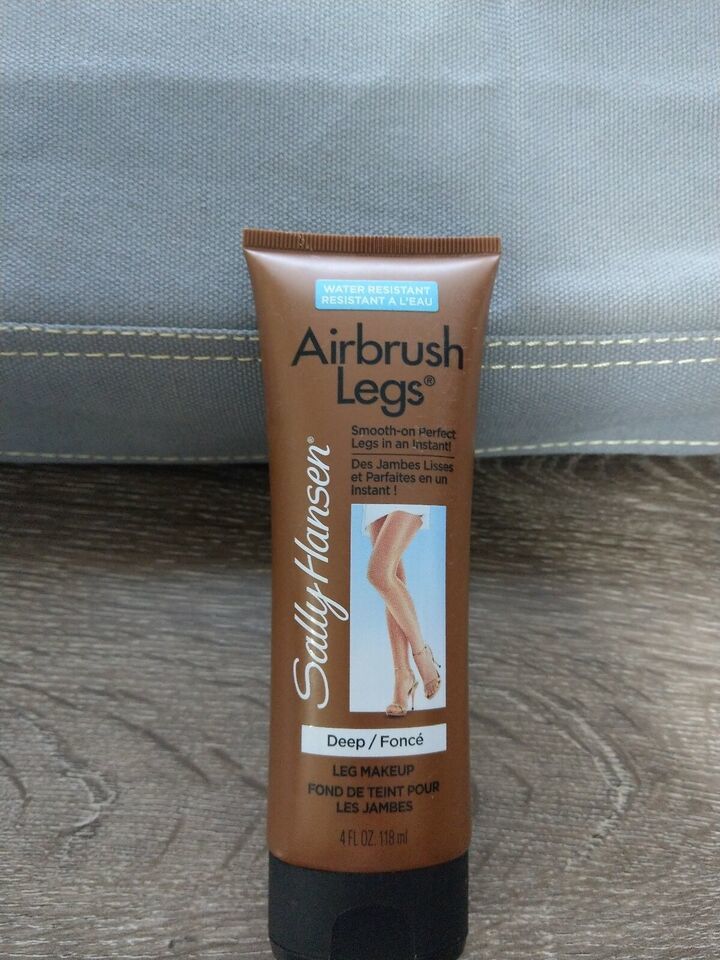 WATER RESISTANT
RESISTANT A L'EAU
Airbrush
Legs®
Smooth-on Perfect
Legs in an Instant!
Des Jambes Lisses
et Parfaites en un
Instant !
Sally Hansen®
Deep / Foncé
LEG MAKEUP
FOND DE TEINT POUR
LES JAMBES
4 FL OZ. 118 ml